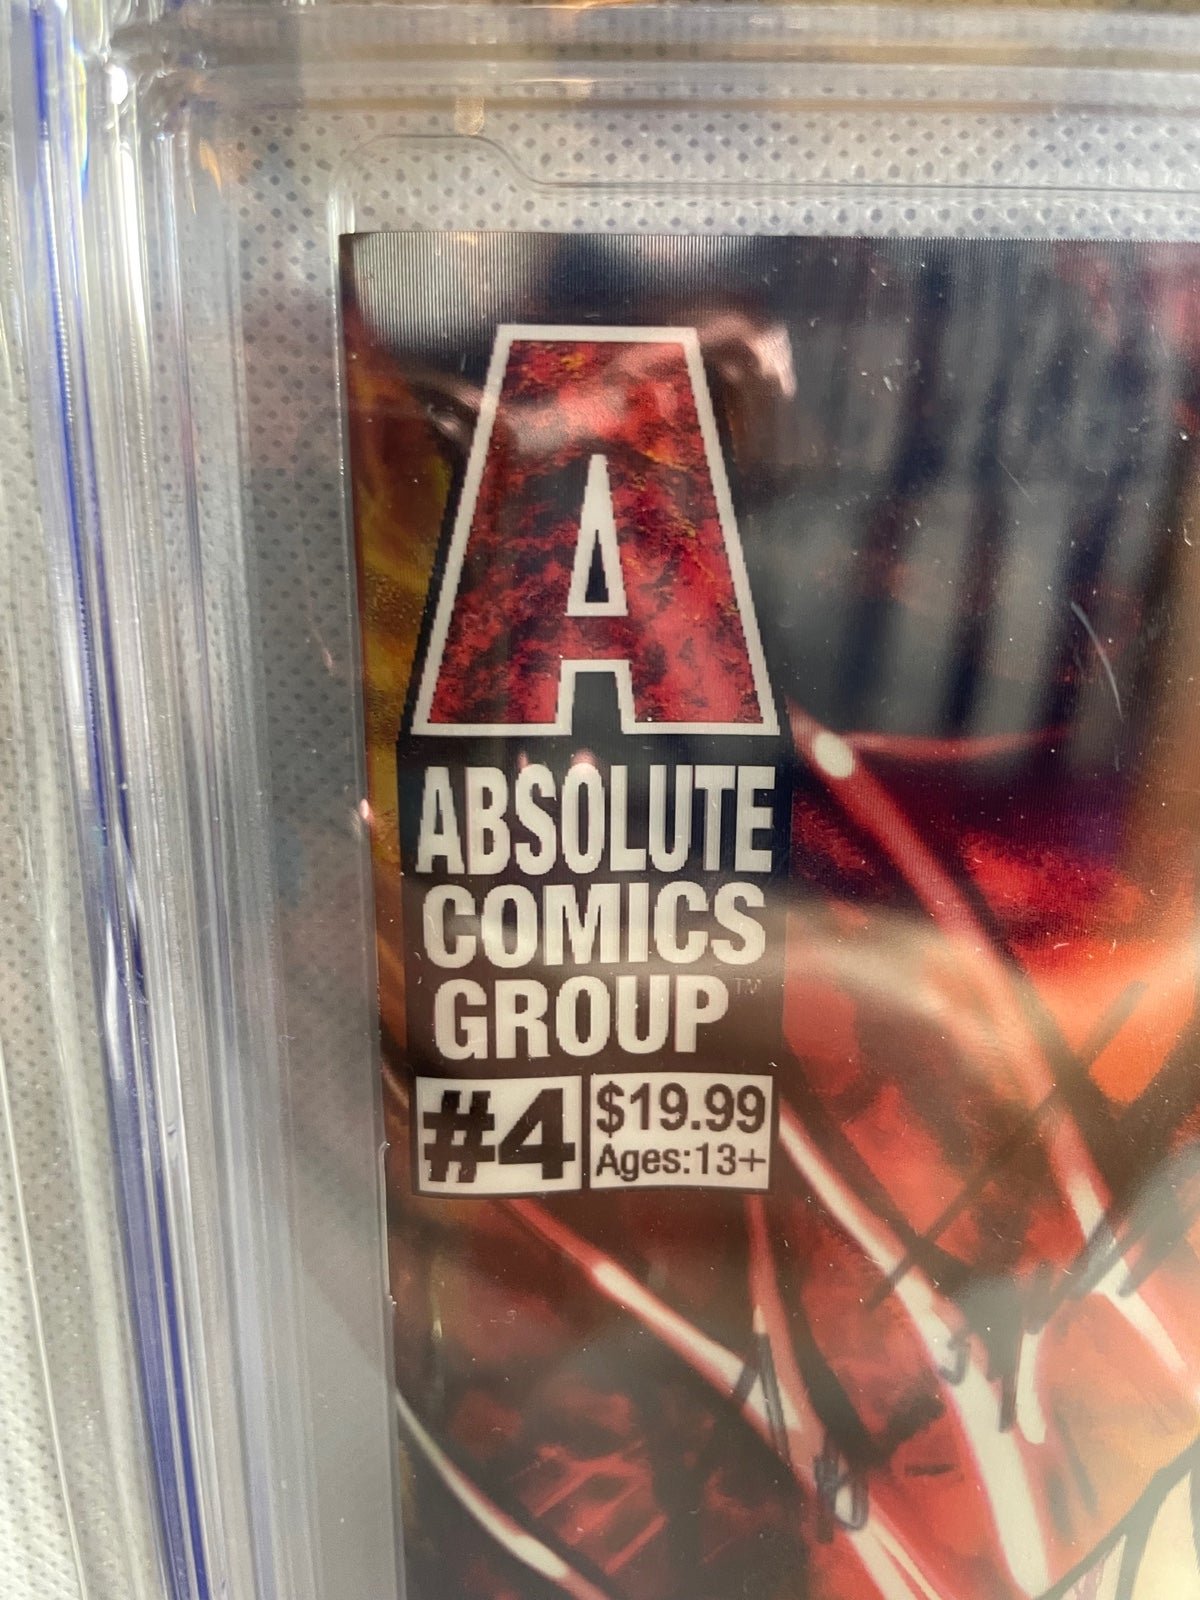 A
ABSOLUTE
COMICS
GROUP™
#4
$19.99
Ages:13+